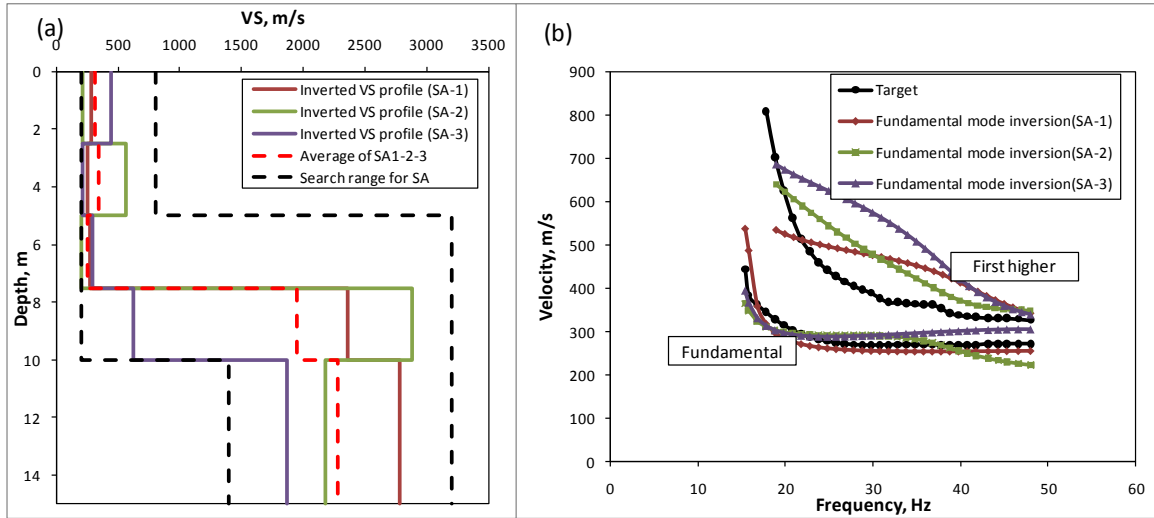 (a)
VS, m/s
0 500 1000 1500 2000 2500 3000 3500
Depth, m
0
2
4
6
8
10
12
14
Inverted VS profile (SA-1)
Inverted VS profile (SA-2)
Inverted VS profile (SA-3)
Average of SA1-2-3
Search range for SA
(b)
Velocity, m/s
900
800
700
600
500
400
300
200
100
0
Target
Fundamental mode inversion(SA-1)
Fundamental mode inversion(SA-2)
Fundamental mode inversion(SA-3)
First higher
Fundamental
0 10 20 30 40 50 60
Frequency, Hz